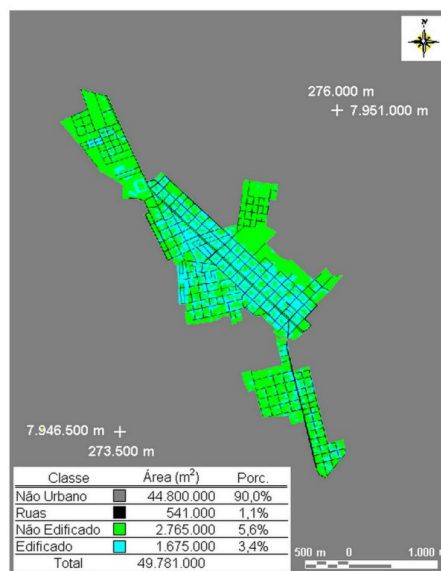 N
276.000 m
7.951.000 m
7.946.500 m
273.500 m
Classe Área (m²) Porc.
Não Urbano 44.800.000 90,0%
Ruas 541.000 1,1%
Não Edificado 2.765.000 5,6%
Edificado 1.675.000 3,4%
Total 49.781.000
500 m 0 1.000 m